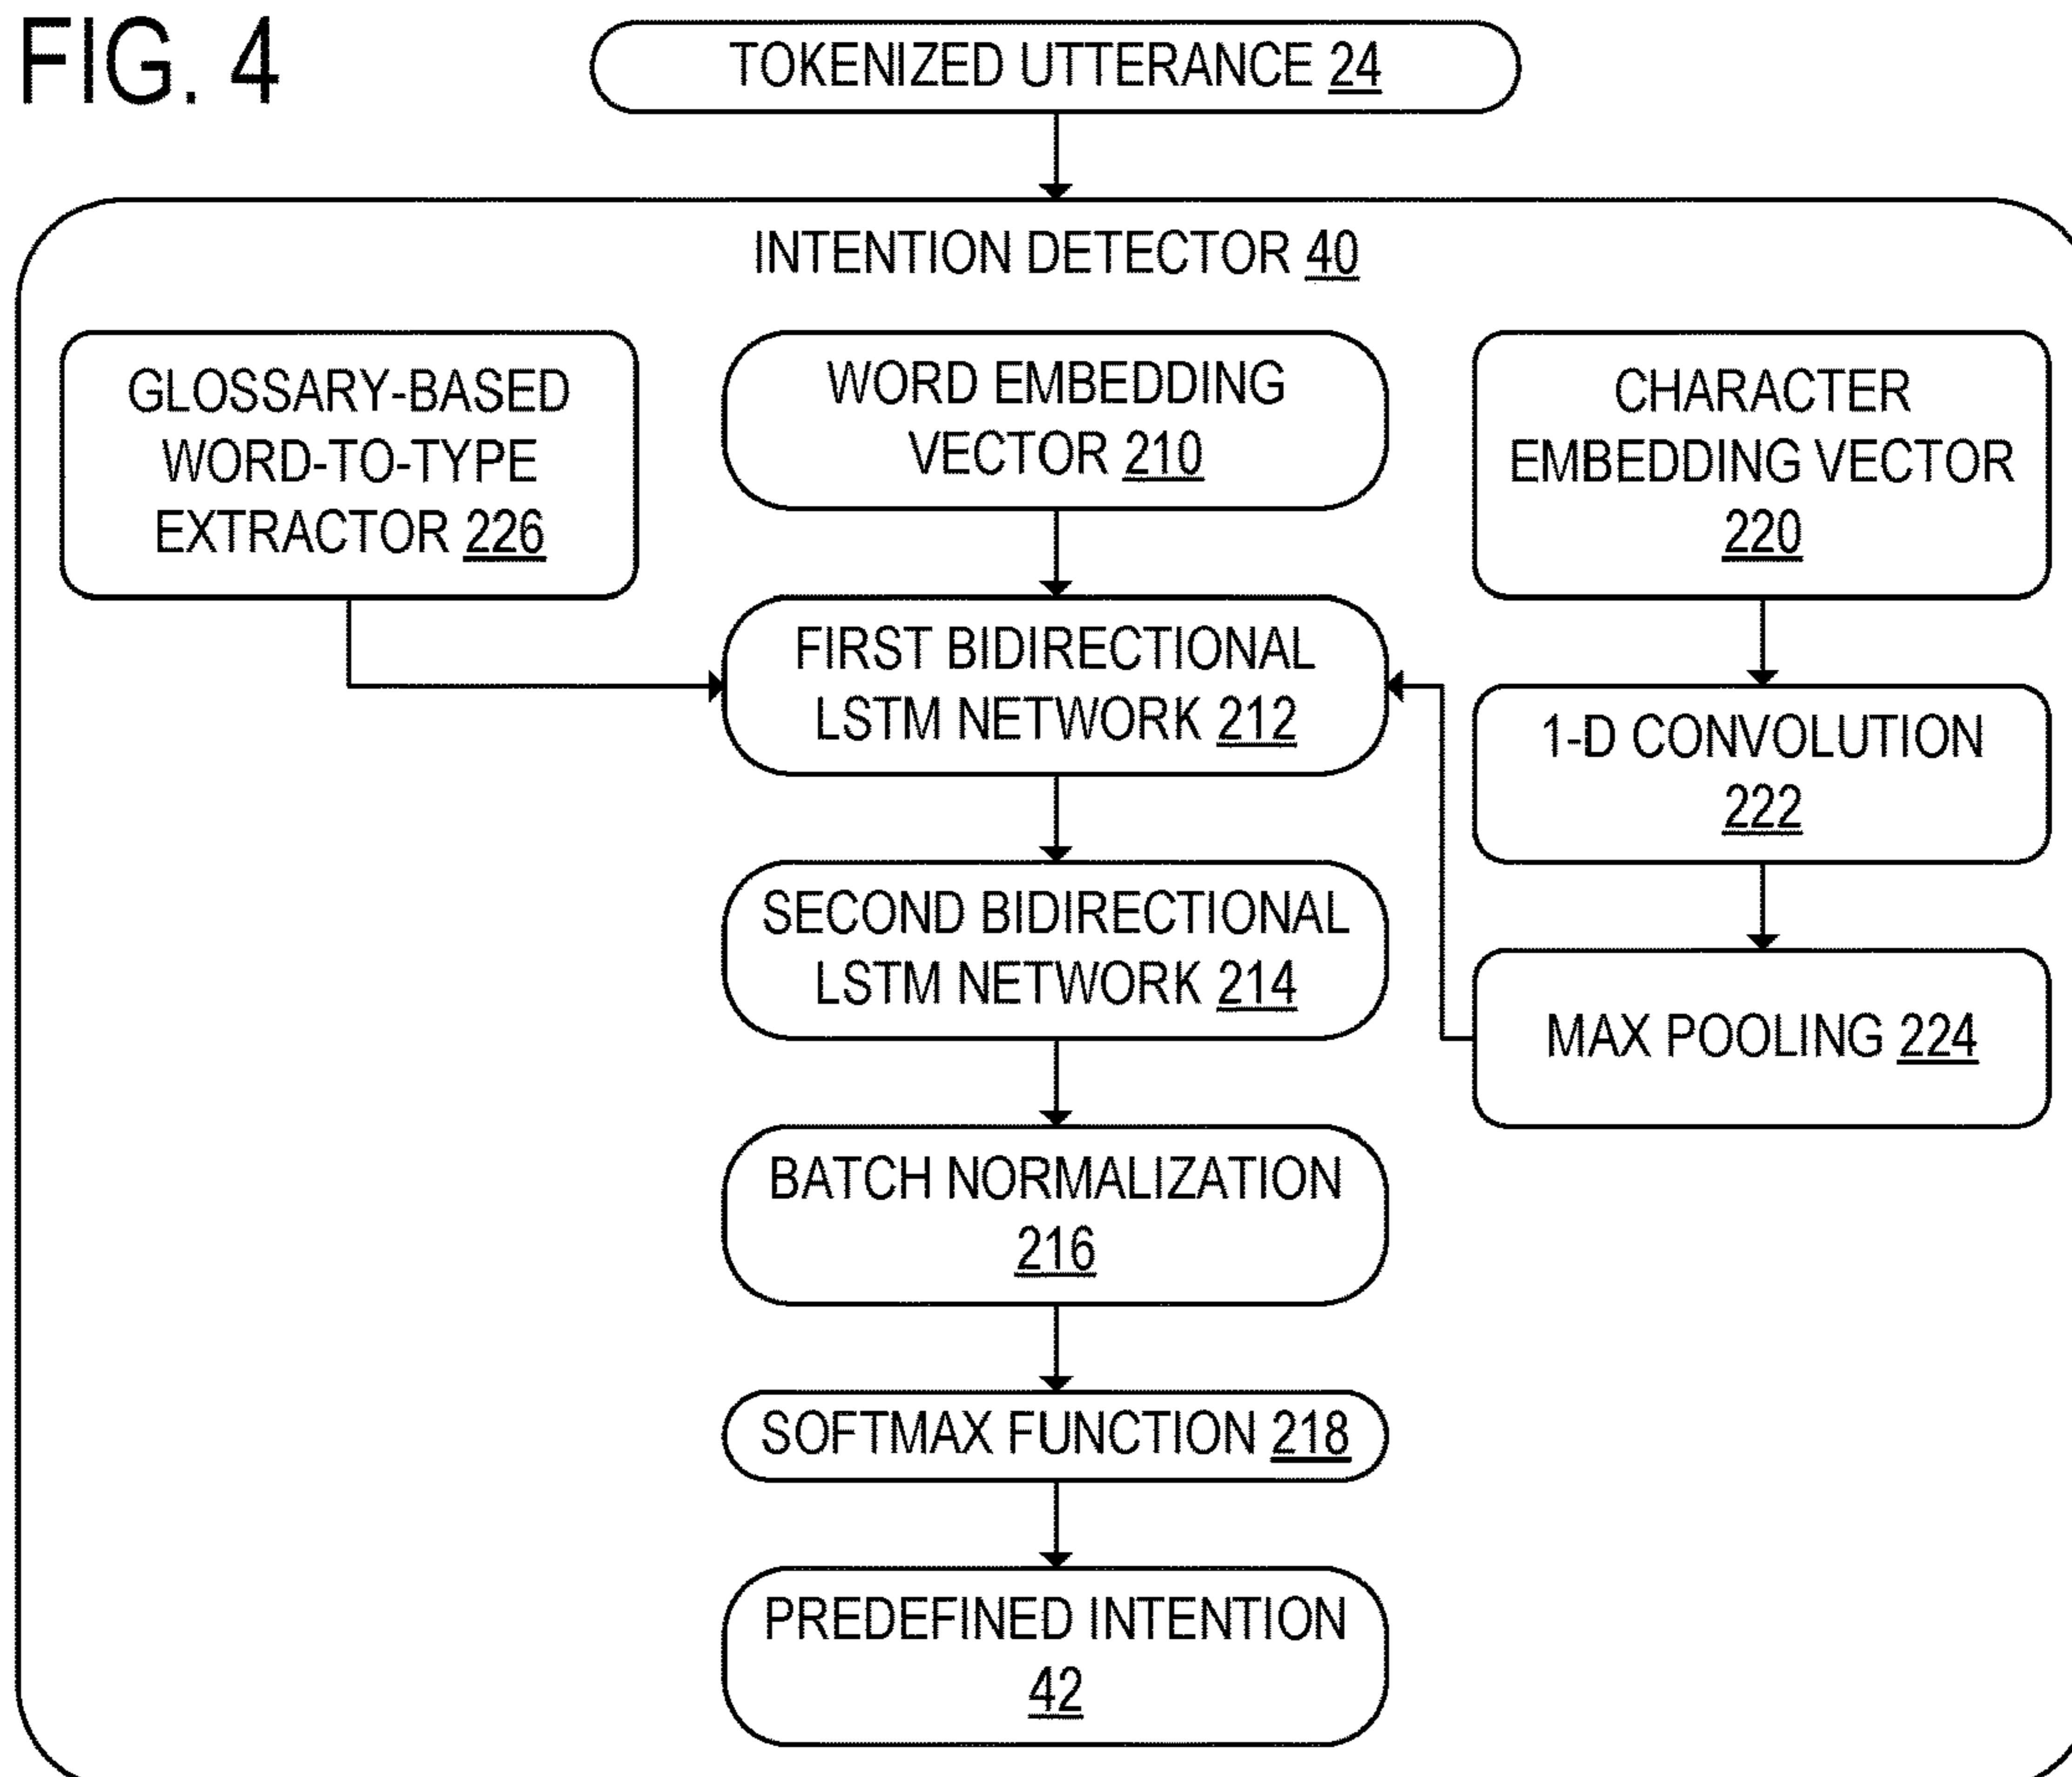 FIG. 4
TOKENIZED UTTERANCE 24
INTENTION DETECTOR 40
GLOSSARY-BASED
WORD-TO-TYPE
EXTRACTOR 226
WORD EMBEDDING
VECTOR 210
CHARACTER
EMBEDDING VECTOR
220
FIRST BIDIRECTIONAL
LSTM NETWORK 212
1-D CONVOLUTION
222
SECOND BIDIRECTIONAL
LSTM NETWORK 214
MAX POOLING 224
BATCH NORMALIZATION
216
SOFTMAX FUNCTION 218
PREDEFINED INTENTION
42